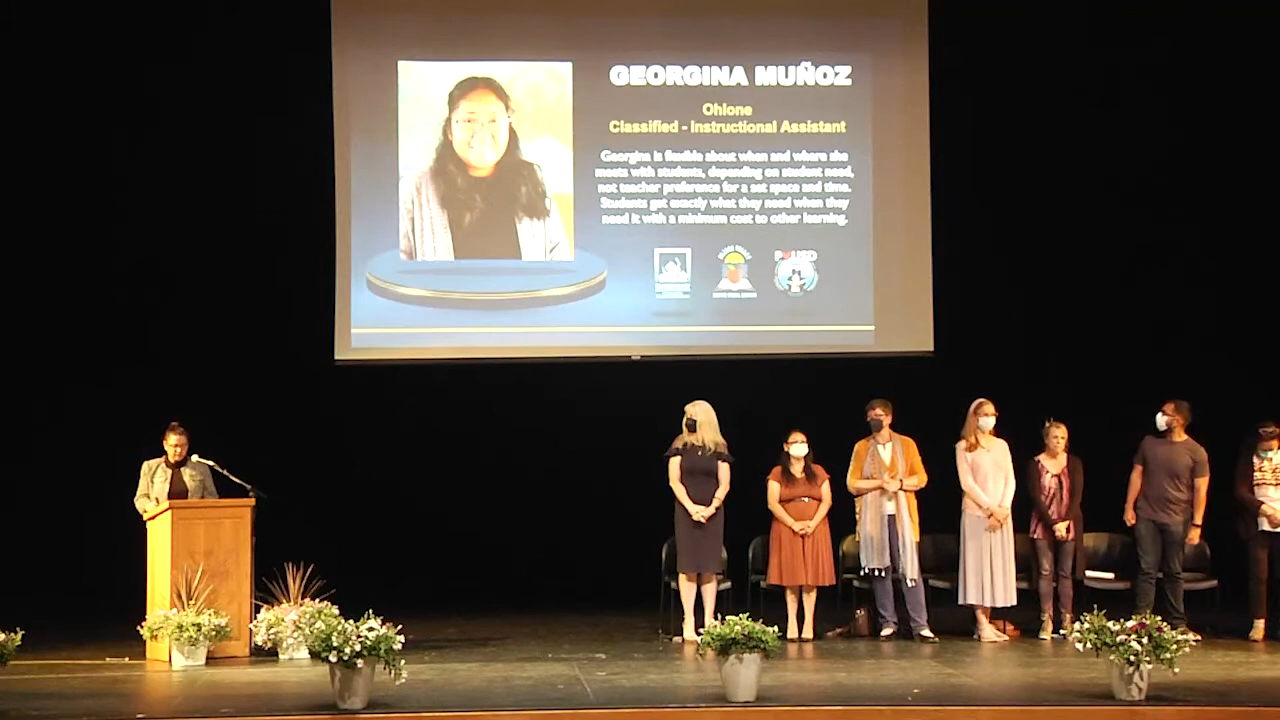 GEORGINA MUÑOZ
Ohlone
Classified - Instructional Assistant
Georgina is flexible about when and where she
meets with students, depending on student need,
not teacher preference for a set space and time.
Students get exactly what they need when they
need it with a minimum cost to other learning.
PVUSD